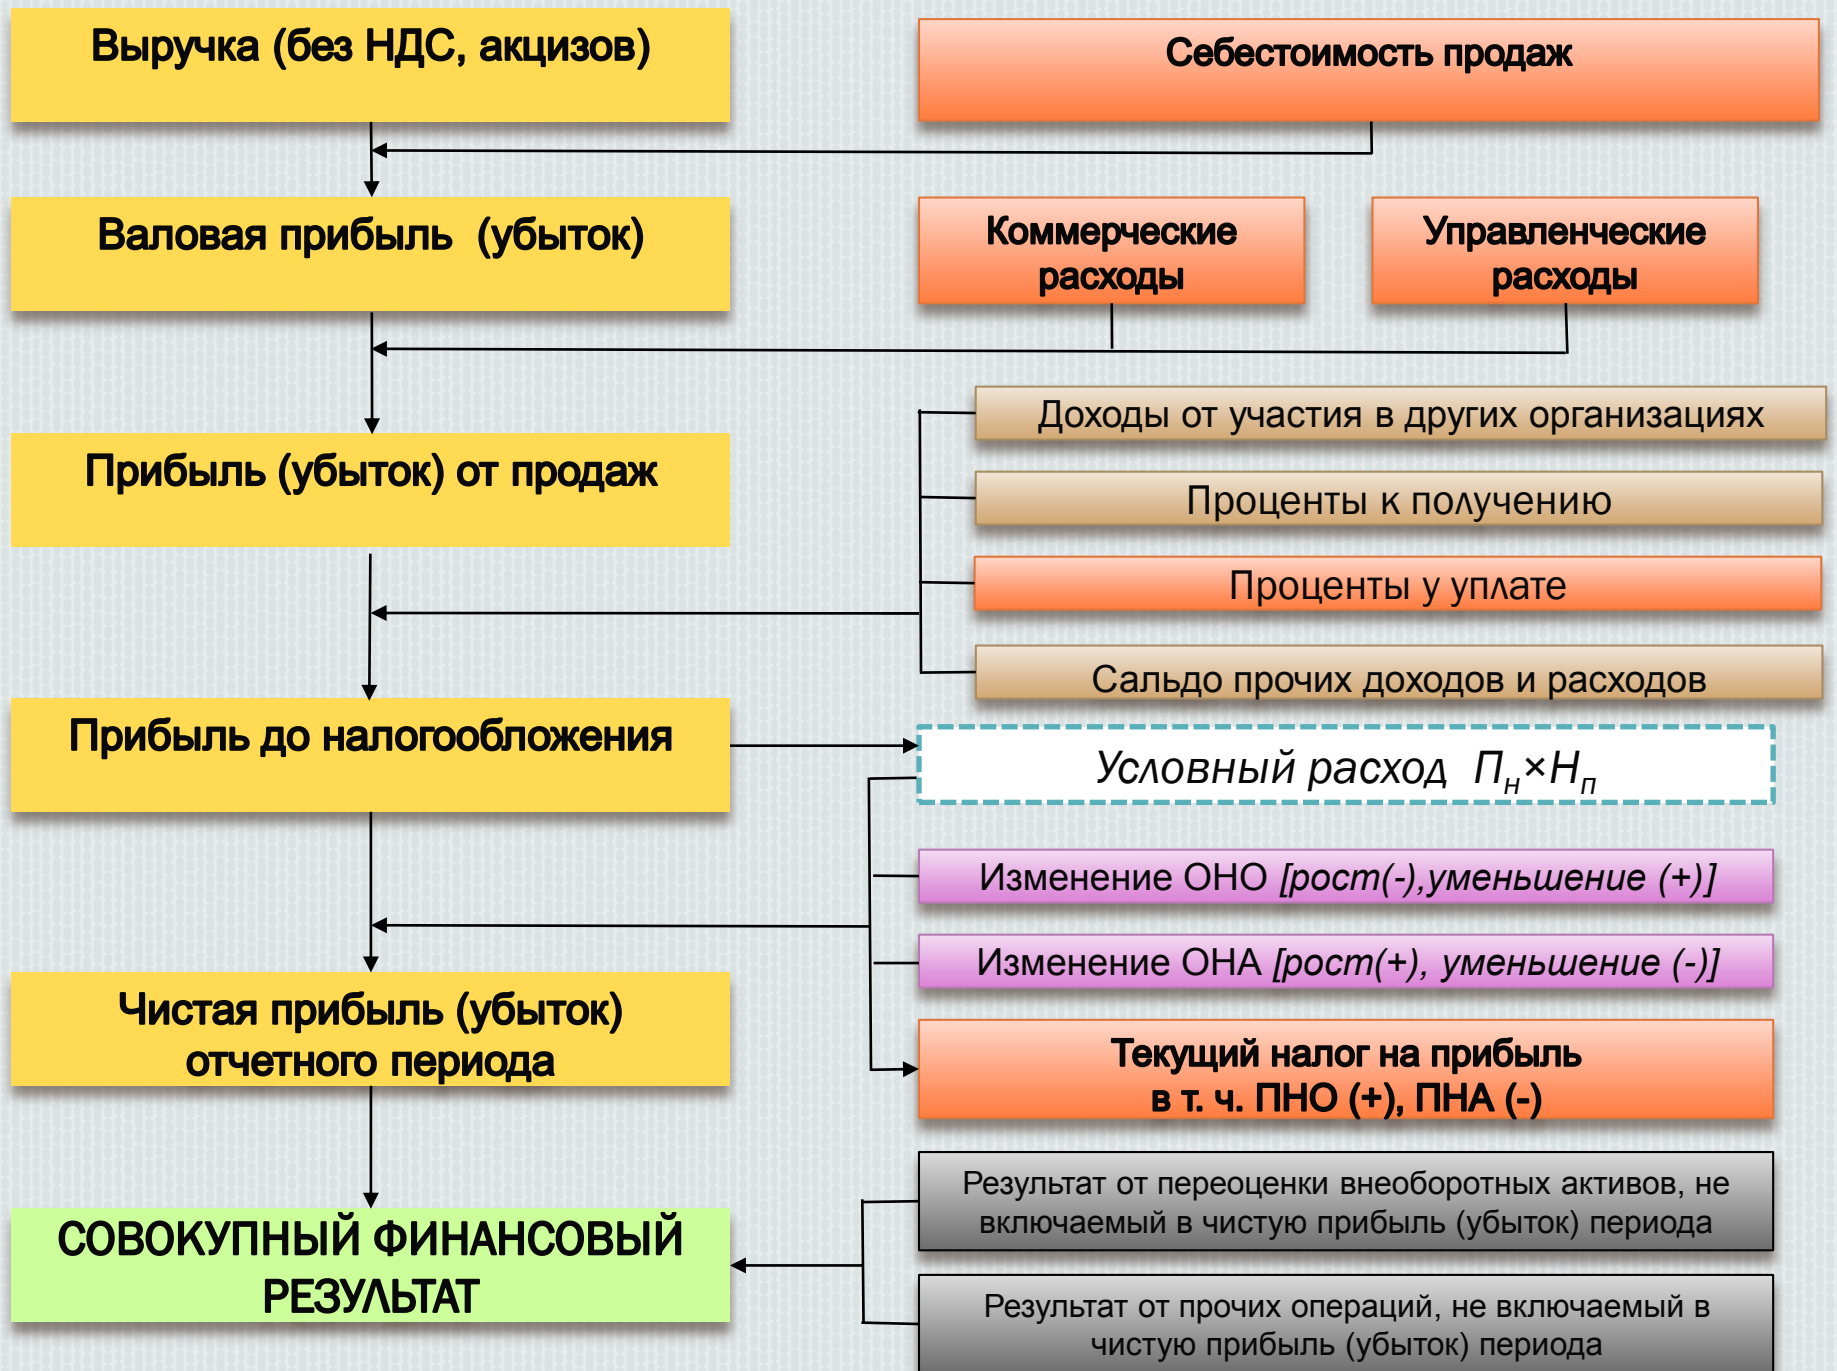 Выручка (без НДС, акцизов)
Себестоимость продаж
Валовая прибыль (убыток)
Коммерческие
расходы
Управленческие
расходы
Прибыль (убыток) от продаж
Доходы от участия в других организациях
Проценты к получению
Проценты у уплате
Сальдо прочих доходов и расходов
Прибыль до налогообложения
Условный расход Пн×Нп
Изменение ОНО [рост(-),уменьшение (+)]
Изменение ОНА [рост(+), уменьшение (-)]
Чистая прибыль (убыток)
отчетного периода
Текущий налог на прибыль
в т. ч. ПНО (+), ПНА (-)
СОВОКУПНЫЙ ФИНАНСОВЫЙ
РЕЗУЛЬТАТ
Результат от переоценки внеоборотных активов, не
включаемый в чистую прибыль (убыток) периода
Результат от прочих операций, не включаемый в
чистую прибыль (убыток) периода